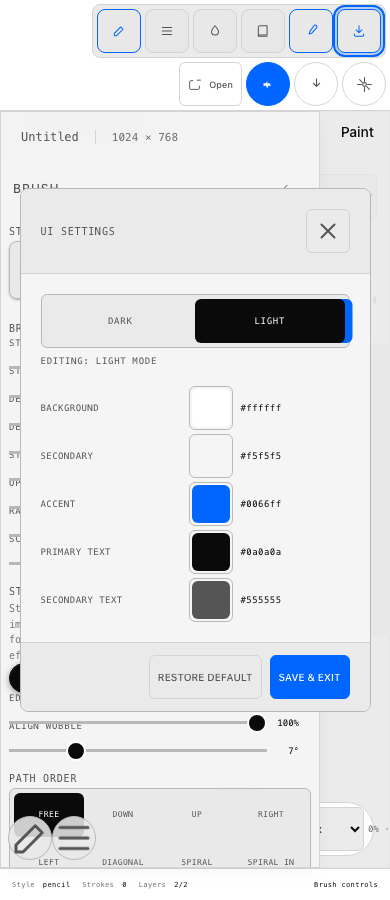 Open
Untitled 1024 × 768
Paint
BRUSH
UI SETTINGS
DARK LIGHT
EDITING: LIGHT MODE
BACKGROUND #ffffff
SECONDARY #f5f5f5
ACCENT #0066ff
PRIMARY TEXT #0a0a0a
SECONDARY TEXT #555555
RESTORE DEFAULT SAVE & EXIT
ALIGN WOBBLE 100%
7°
PATH ORDER
FREE DOWN UP RIGHT
LEFT DIAGONAL SPIRAL SPIRAL IN
0%
Style pencil Strokes 0 Layers 2/2 Brush controls